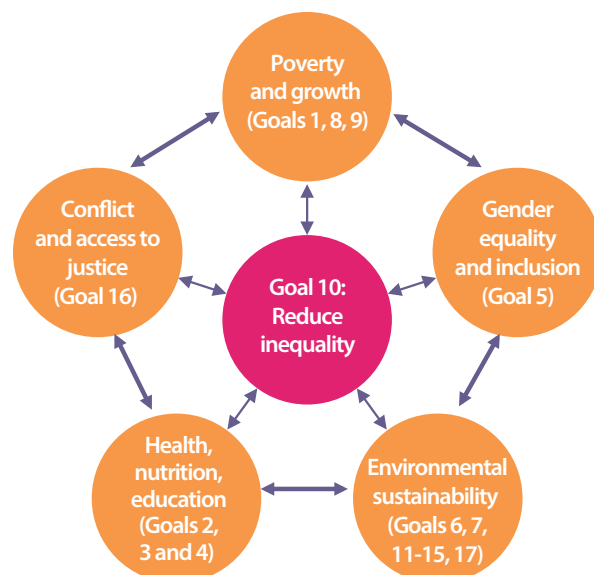 Poverty
and growth
(Goals 1, 8, 9)
Conflict
and access to
justice
(Goal 16)
Gender
equality
and inclusion
(Goal 5)
Goal 10:
Reduce
inequality
Health,
nutrition,
education
(Goals 2,
3 and 4)
Environmental
sustainability
(Goals 6, 7,
11-15, 17)